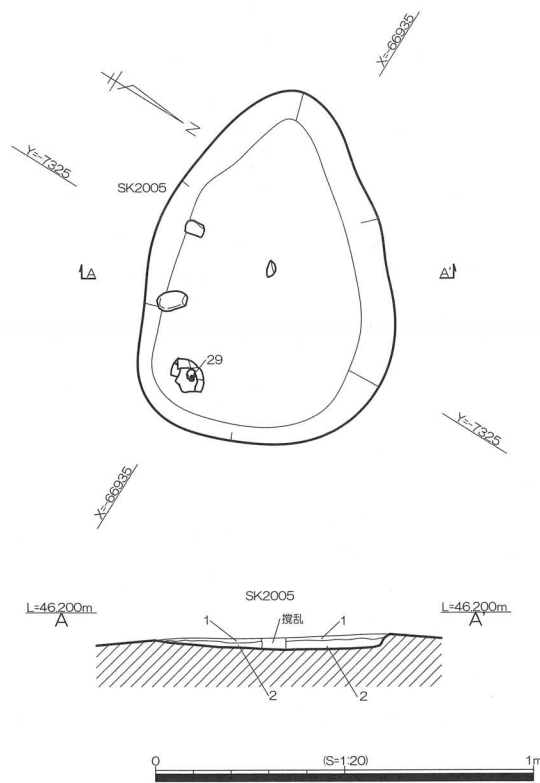 X=-66935
N
Y=-7325
SK2005
A
A'
29
Y=-7325
X=-66935
SK2005
L=46,200m
A
1
撹乱
1
L=46,200m
A'
2
2
0
(S=1:20)
1m